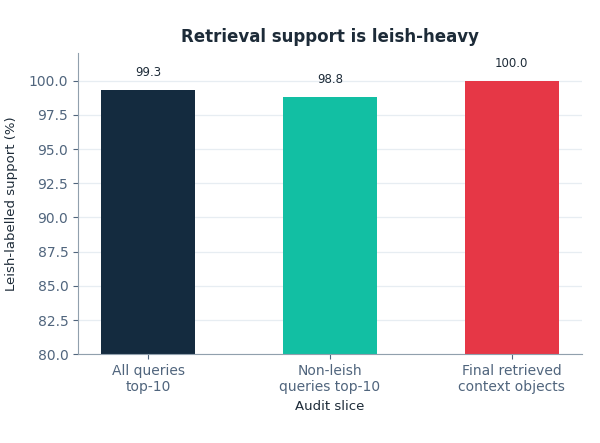 Retrieval support is leish-heavy
Leish-labelled support (%)
100.0
97.5
95.0
92.5
90.0
87.5
85.0
82.5
80.0
99.3
98.8
100.0
All queries
top-10
Non-leish
queries top-10
Final retrieved
context objects
Audit slice